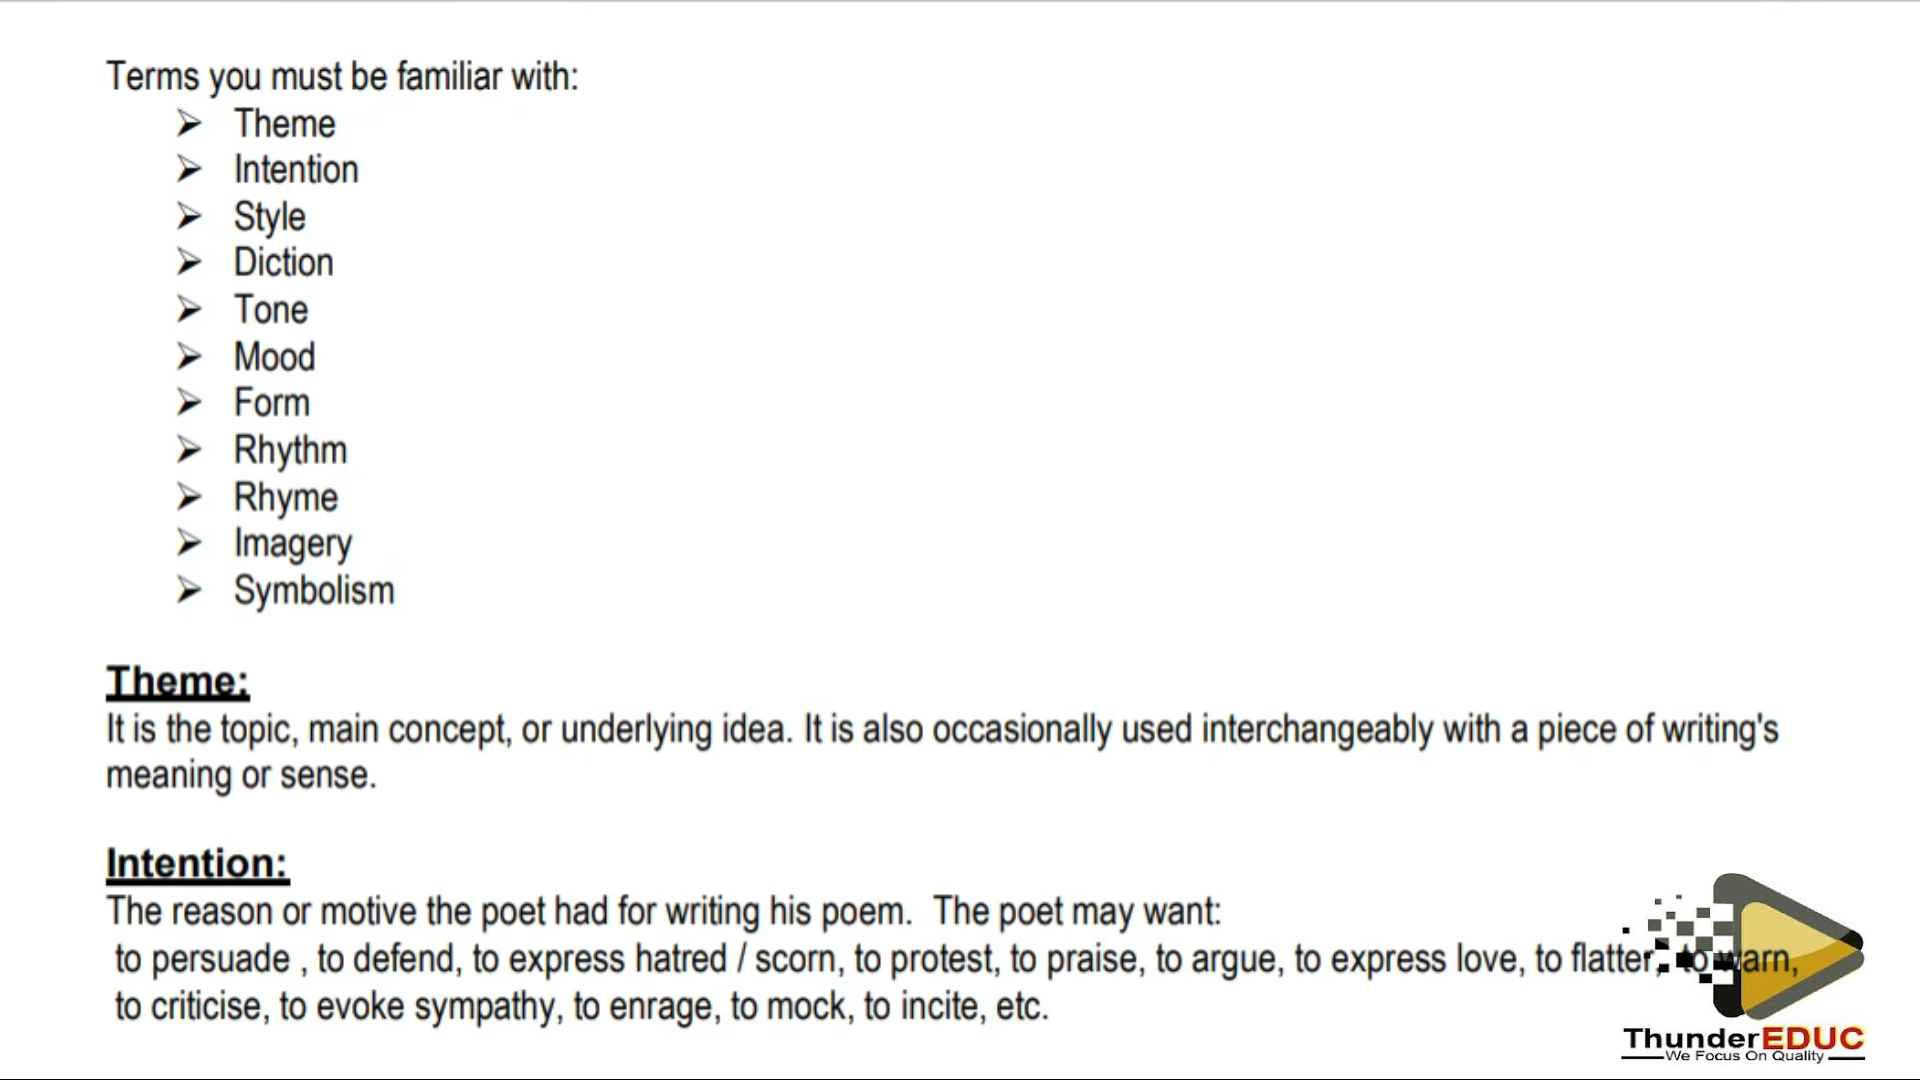 Terms you must be familiar with:
➢ Theme
➢ Intention
➢ Style
➢ Diction
➢ Tone
➢ Mood
➢ Form
➢ Rhythm
➢ Rhyme
➢ Imagery
➢ Symbolism
Theme:
It is the topic, main concept, or underlying idea. It is also occasionally used interchangeably with a piece of writing's
meaning or sense.
Intention:
The reason or motive the poet had for writing his poem.  The poet may want:
to persuade , to defend, to express hatred / scorn, to protest, to praise, to argue, to express love, to flatter, to warn,
to criticise, to evoke sympathy, to enrage, to mock, to incite, etc.
ThunderEDUC
We Focus On Quality